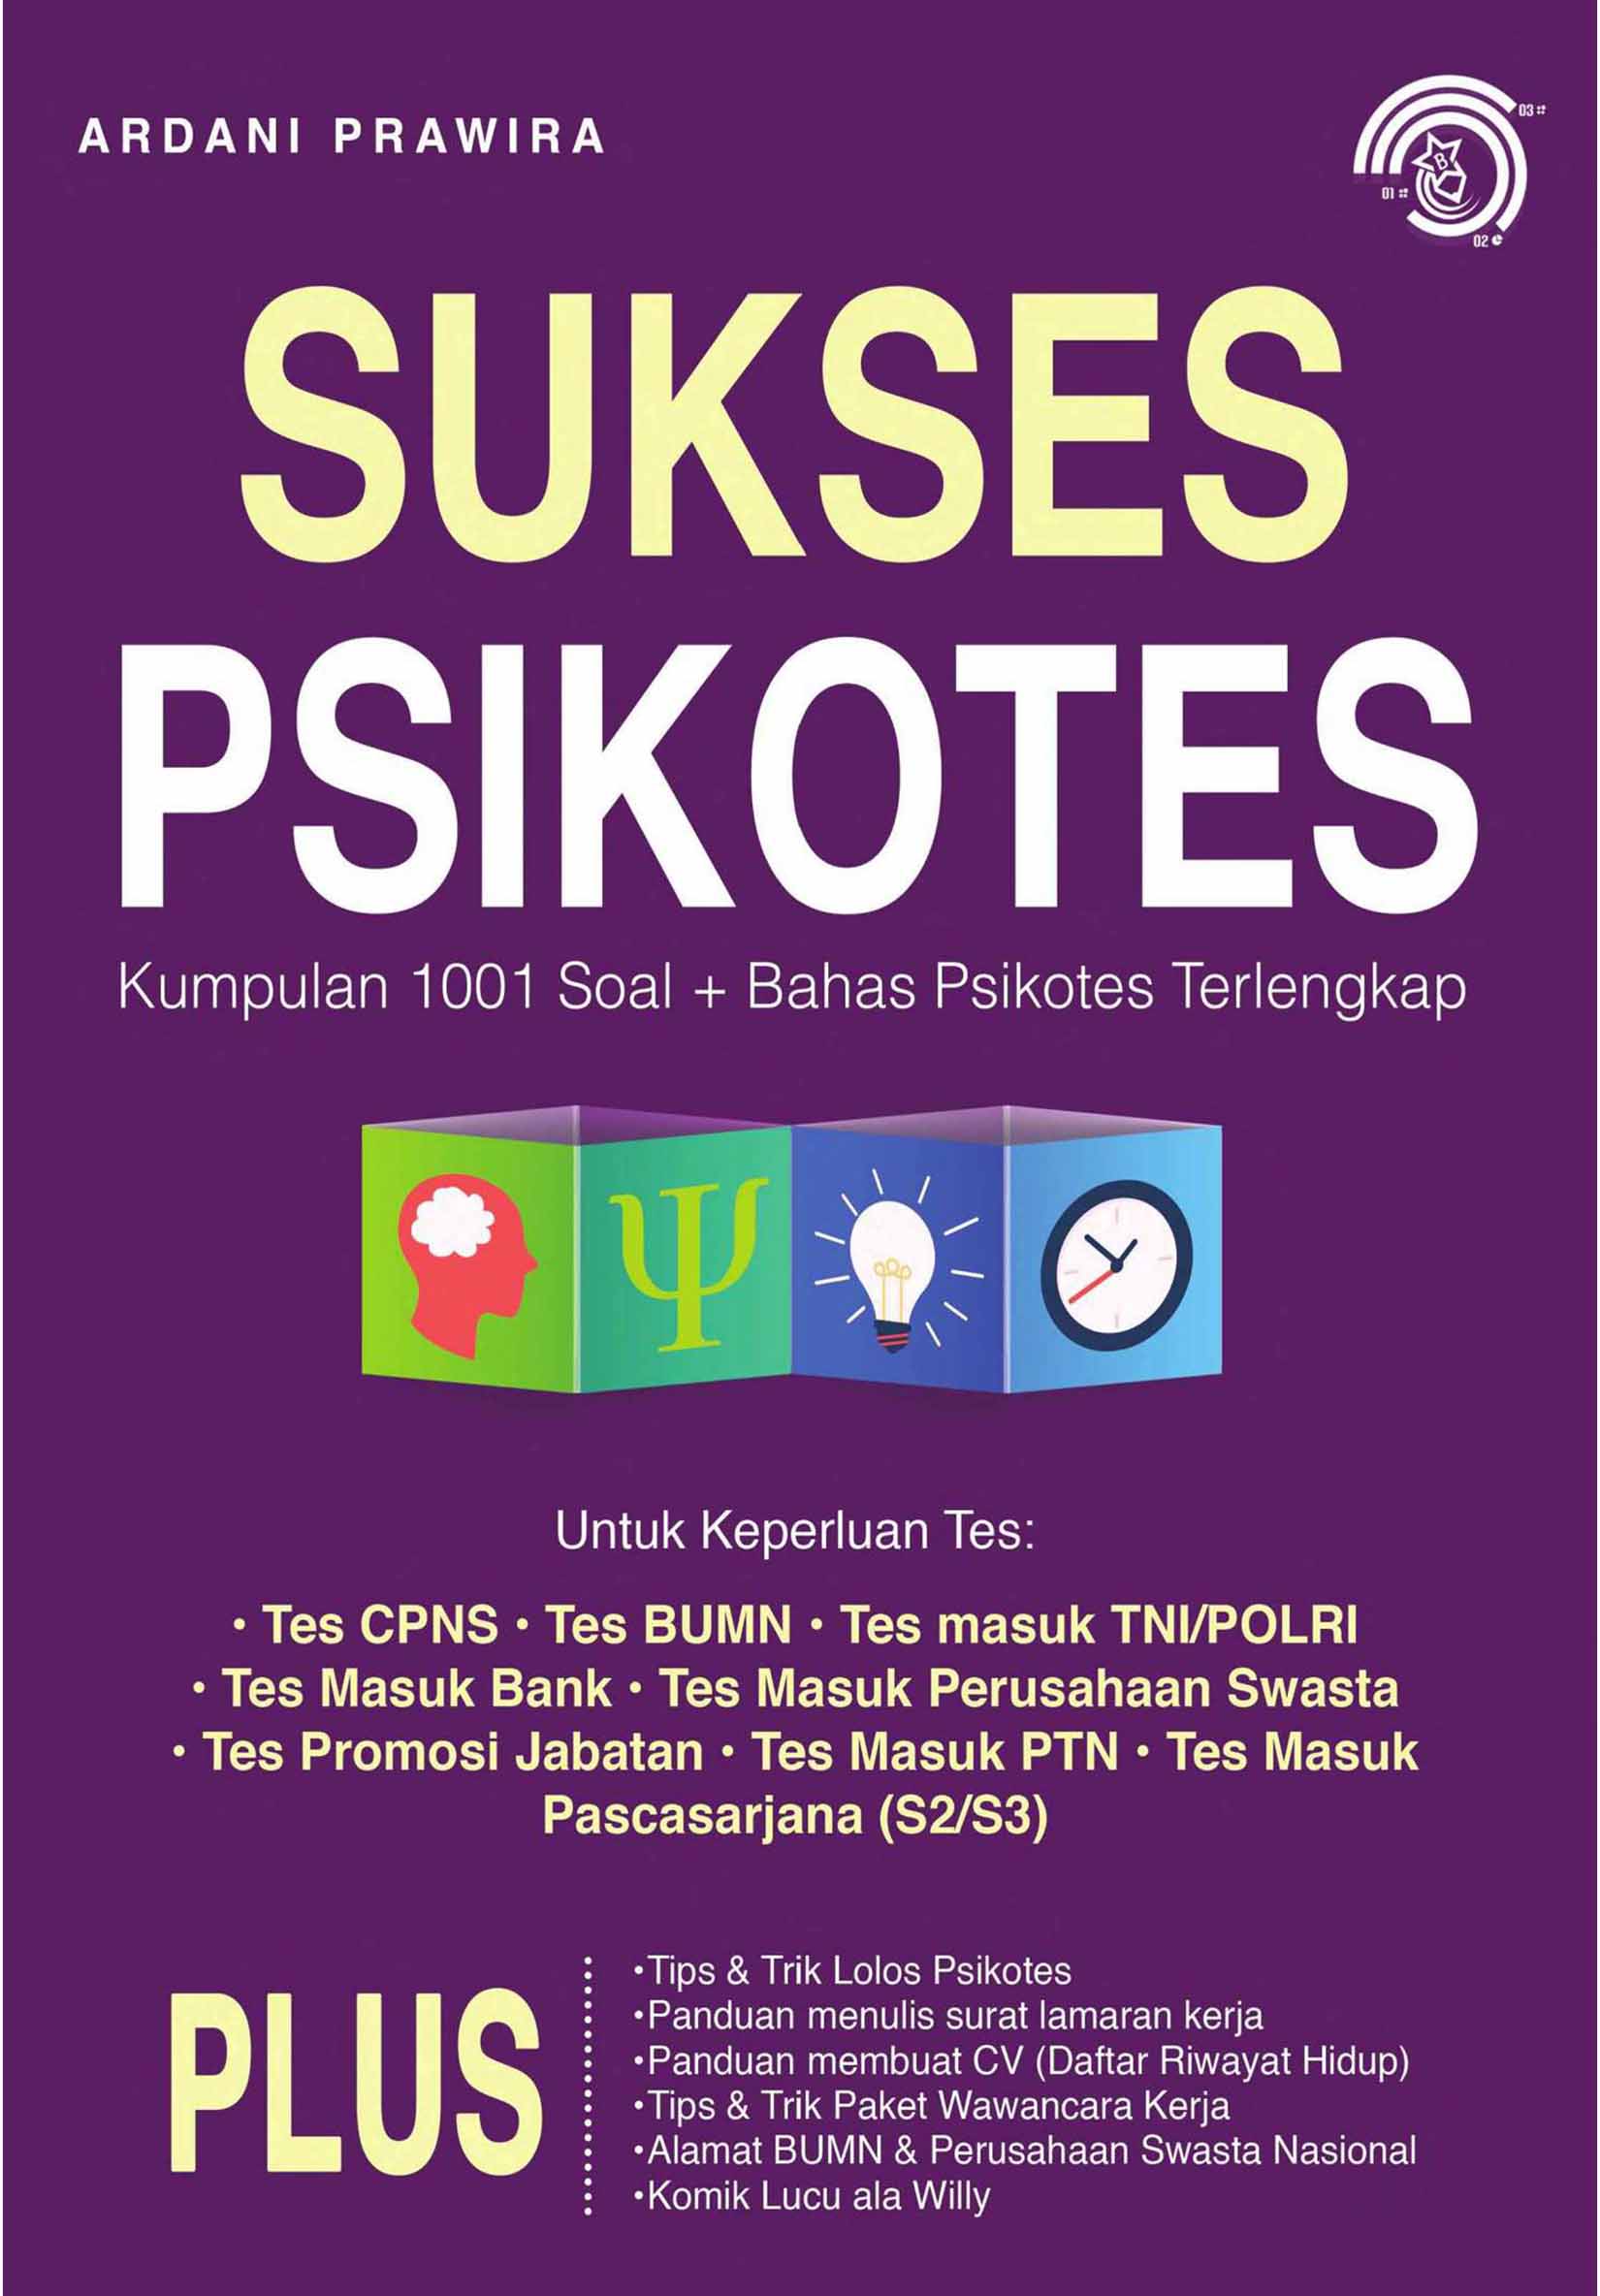 ARDANI PRAWIRA
03
B
01
02
SUKSES
PSIKOTES
Kumpulan 1001 Soal + Bahas Psikotes Terlengkap
Ψ
Untuk Keperluan Tes:
• Tes CPNS • Tes BUMN • Tes masuk TNI/POLRI
• Tes Masuk Bank • Tes Masuk Perusahaan Swasta
• Tes Promosi Jabatan • Tes Masuk PTN • Tes Masuk
Pascasarjana (S2/S3)
PLUS
•Tips & Trik Lolos Psikotes
•Panduan menulis surat lamaran kerja
•Panduan membuat CV (Daftar Riwayat Hidup)
•Tips & Trik Paket Wawancara Kerja
•Alamat BUMN & Perusahaan Swasta Nasional
•Komik Lucu ala Willy